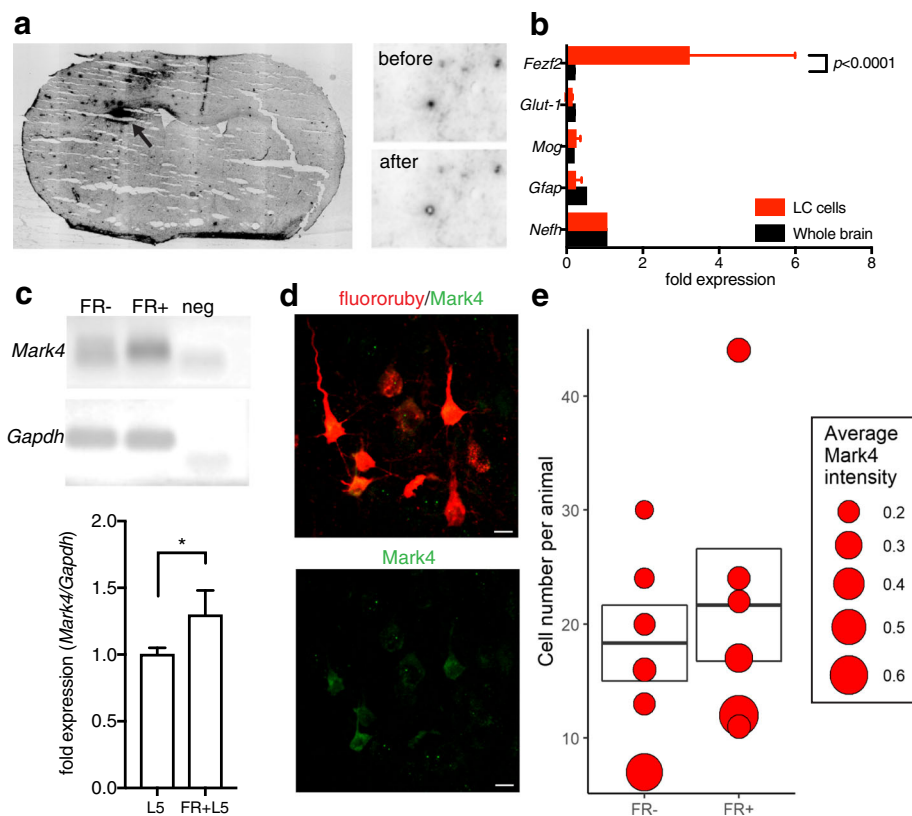 a
before
after
b
Fezf2
Glut-1
Mog
Gfap
Nefh
p<0.0001
LC cells
Whole brain
0 2 4 6 8
fold expression
c
FR- FR+ neg
Mark4
Gapdh
fold expression (Mark4/Gapdh)
2.0
1.5
1.0
0.5
0.0
*
L5 FR+L5
d
fluororuby/Mark4
Mark4
e
Cell number per animal
40
30
20
10
FR- FR+
Average
Mark4
intensity
0.2
0.3
0.4
0.5
0.6